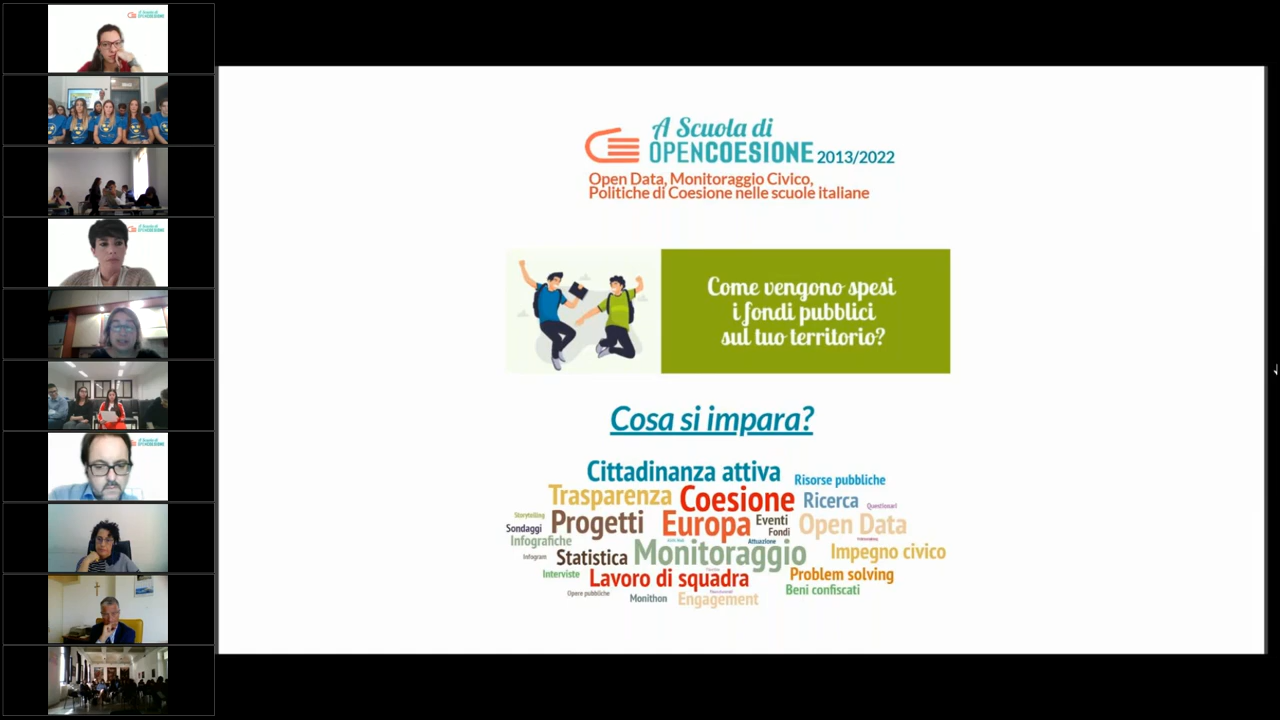 A Scuola di
OPENCOESIONE 2013/2022
Open Data, Monitoraggio Civico,
Politiche di Coesione nelle scuole italiane
Come vengono spesi
i fondi pubblici
sul tuo territorio?
Cosa si impara?
Cittadinanza attiva
Risorse pubbliche
Trasparenza
Coesione
Ricerca
Questionari
Storytelling
Sondaggi
Progetti
Europa
Eventi
Fondi
Open Data
Infografiche
Attuazione
Infogram
Statistica
Monitoraggio
Impegno civico
Interviste
Lavoro di squadra
Problem solving
Opere pubbliche
Monithon
Engagement
Beni confiscati